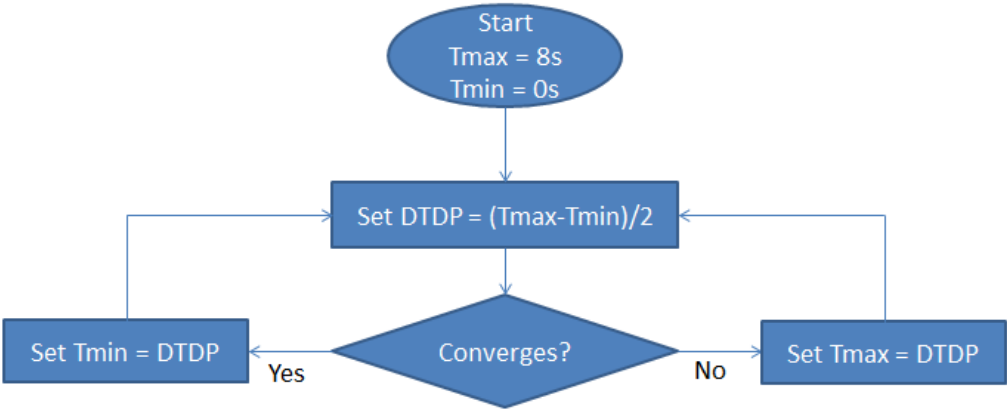 Start
Tmax = 8s
Tmin = 0s
Set DTDP = (Tmax-Tmin)/2
Set Tmin = DTDP
Yes
Converges?
No
Set Tmax = DTDP